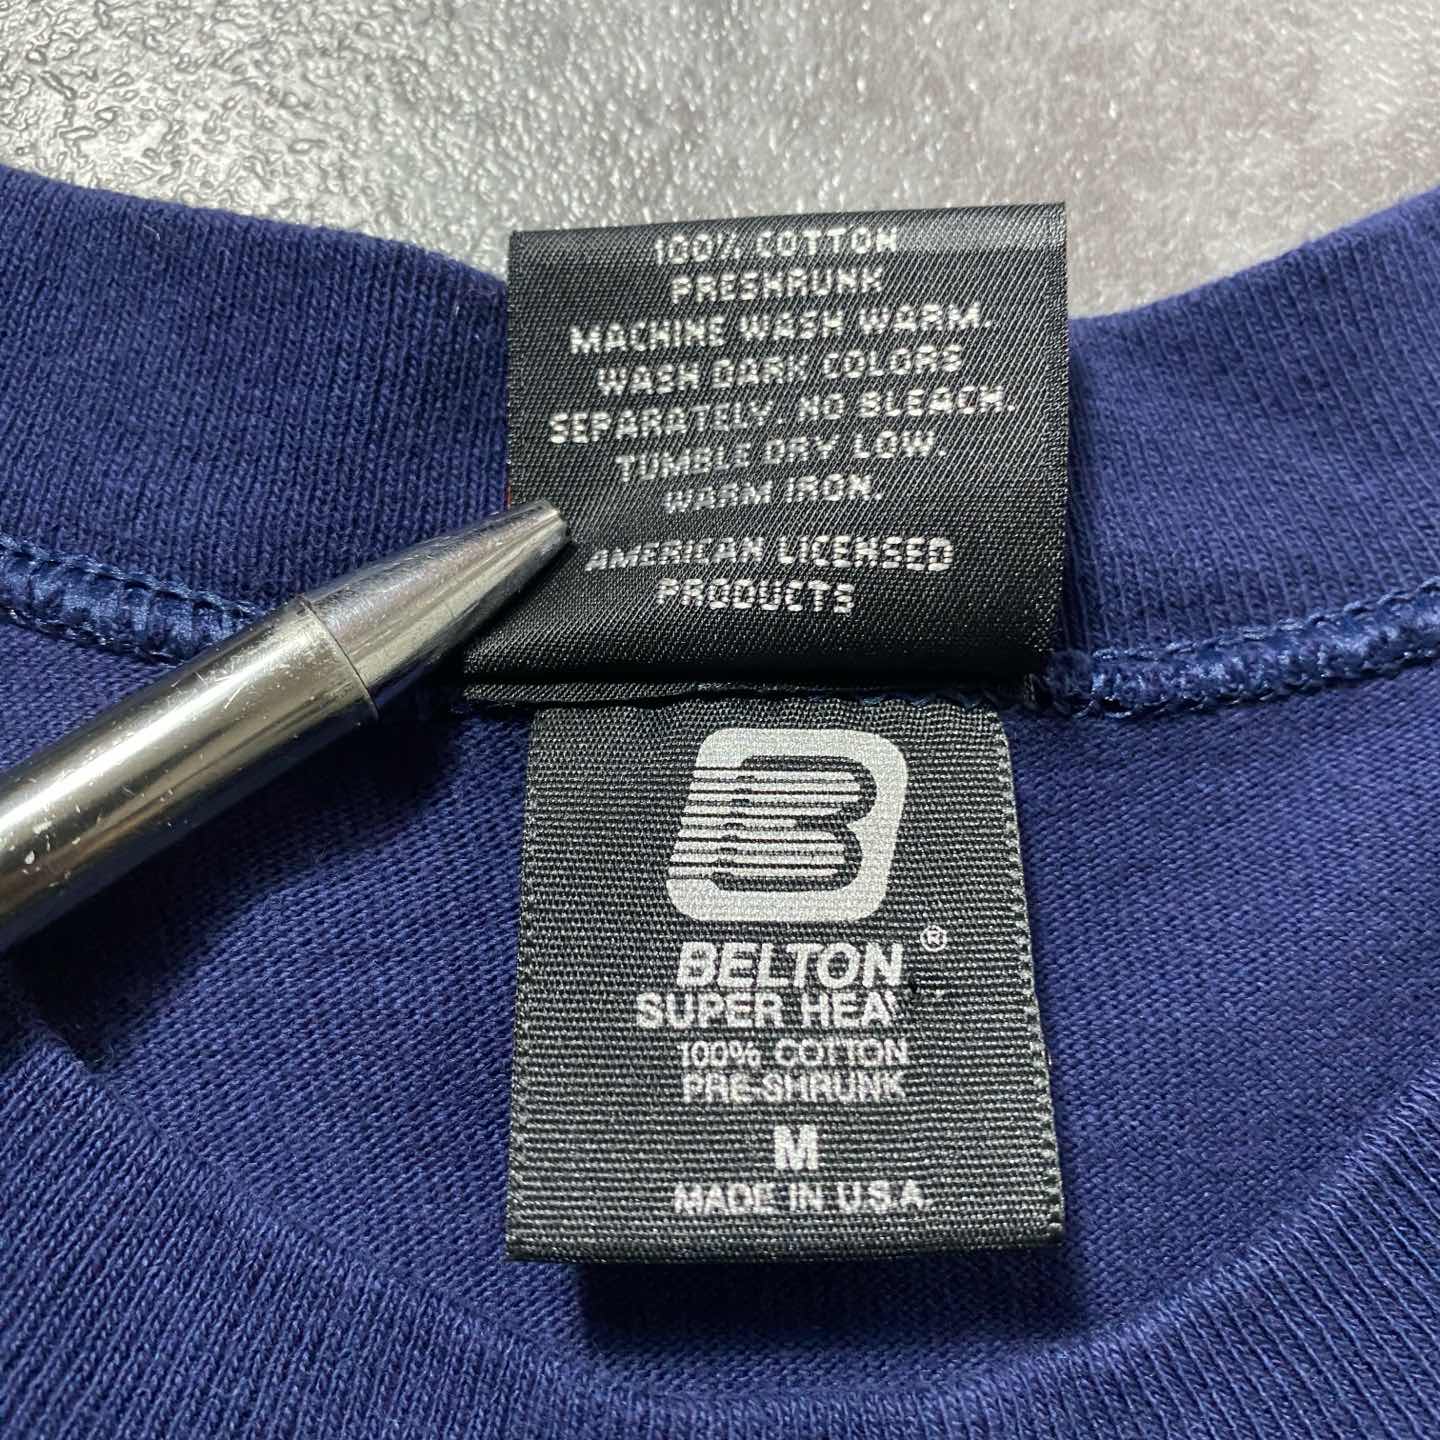 100% COTTON
PRESHRUNK
MACHINE WASH WARM.
WASH DARK COLORS
SEPARATELY. NO BLEACH.
TUMBLE DRY LOW.
WARM IRON.
AMERICAN LICENSED
PRODUCTS
B
BELTON ®
SUPER HEAV
100% COTTON
PRE-SHRUNK
M
MADE IN U.S.A.